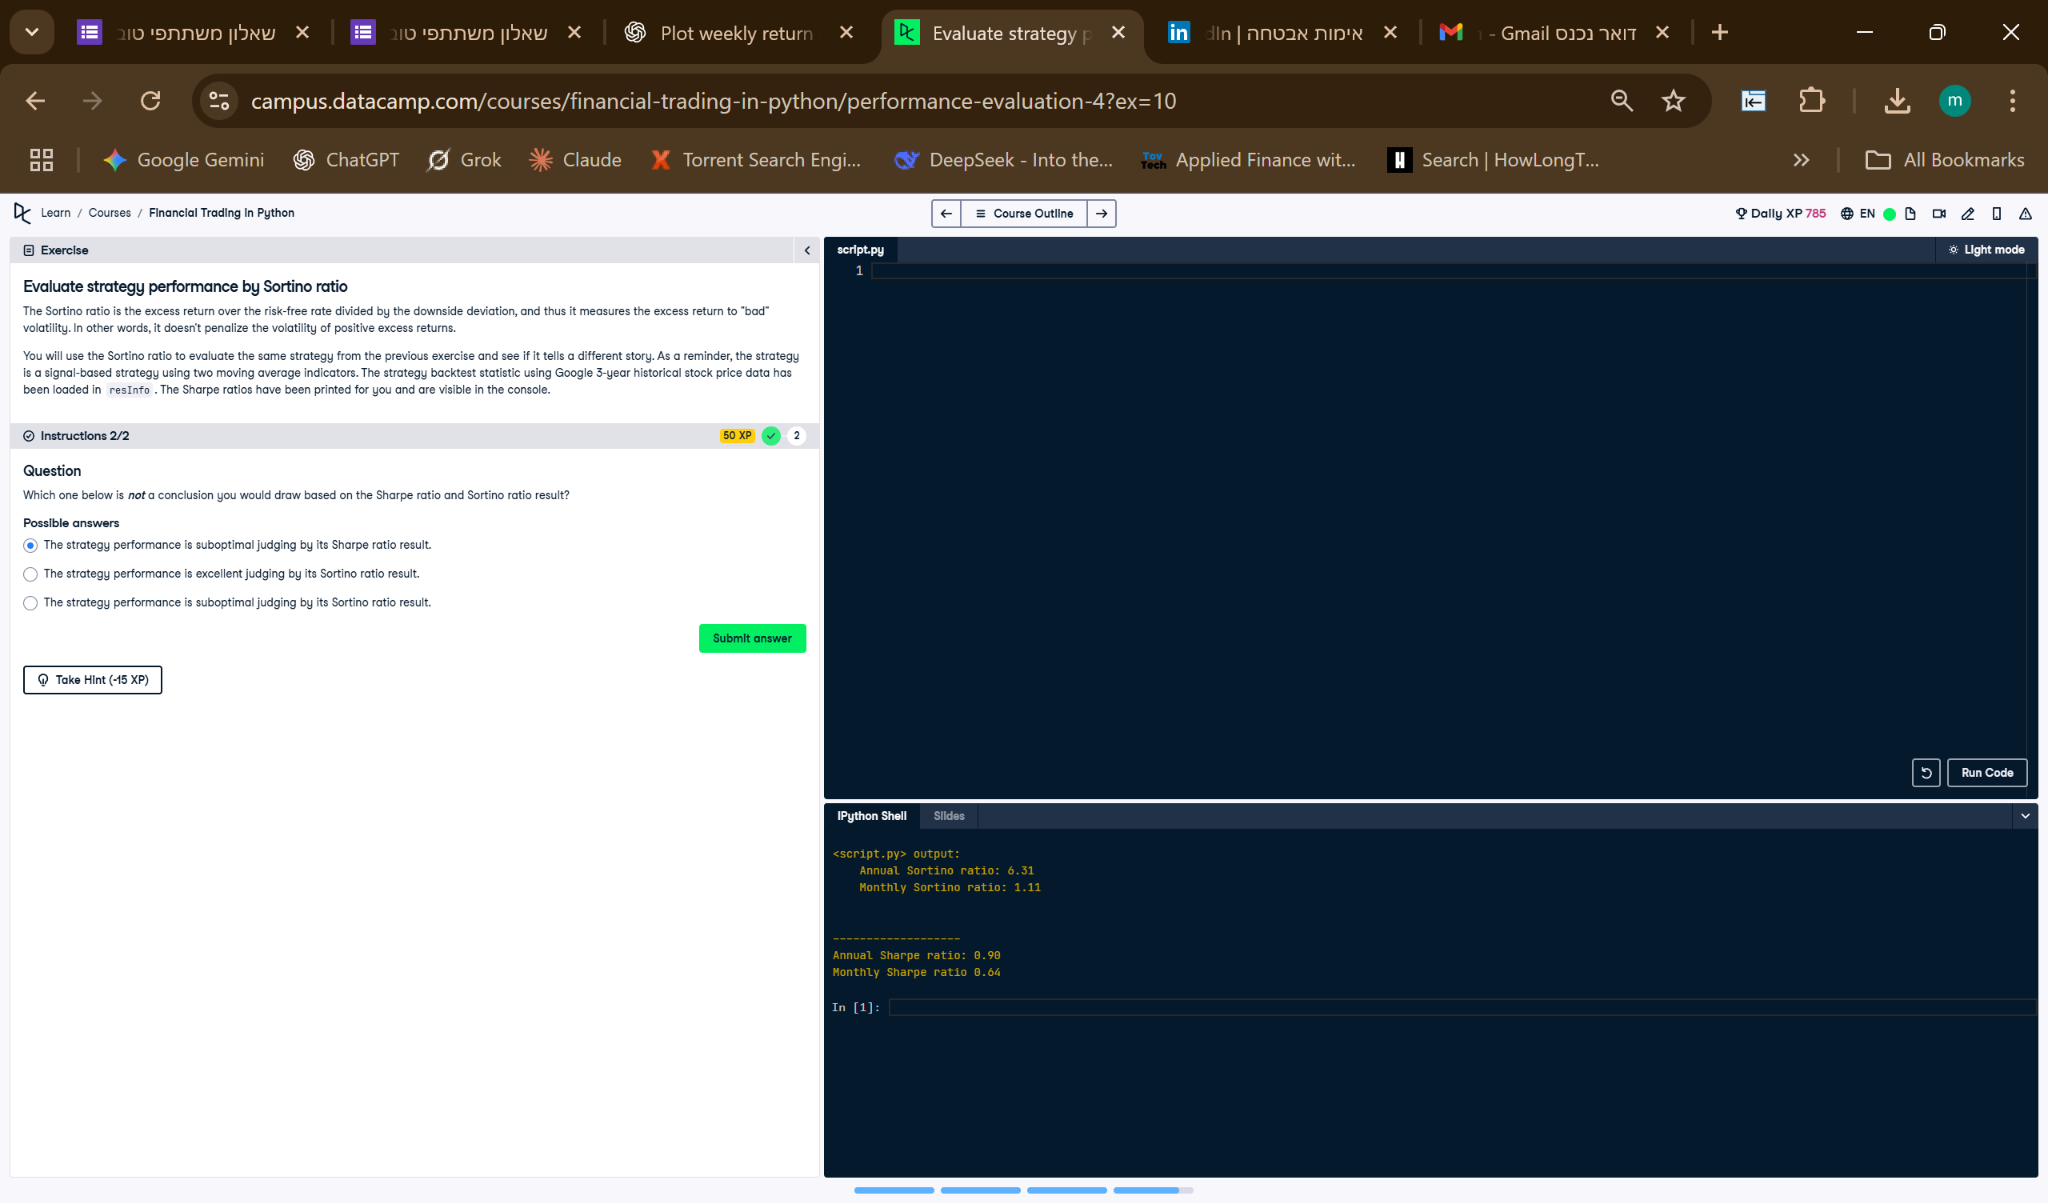 שאלון משתתפי טוב
שאלון משתתפי טוב
Plot weekly return
Evaluate strategy p
dIn | אימות אבטחה
דואר נכנס - Gmail
campus.datacamp.com/courses/financial-trading-in-python/performance-evaluation-4?ex=10
m
Google Gemini
ChatGPT
Grok
Claude
Torrent Search Engi...
DeepSeek - Into the...
Tov Tech
Applied Finance wit...
Search | HowLongT...
All Bookmarks
Learn / Courses / Financial Trading in Python
Course Outline
Daily XP 785
EN
Exercise
Evaluate strategy performance by Sortino ratio
The Sortino ratio is the excess return over the risk-free rate divided by the downside deviation, and thus it measures the excess return to "bad"
volatility. In other words, it doesn't penalize the volatility of positive excess returns.
You will use the Sortino ratio to evaluate the same strategy from the previous exercise and see if it tells a different story. As a reminder, the strategy
is a signal-based strategy using two moving average indicators. The strategy backtest statistic using Google 3-year historical stock price data has
been loaded in resInfo . The Sharpe ratios have been printed for you and are visible in the console.
Instructions 2/2
50 XP
2
Question
Which one below is not a conclusion you would draw based on the Sharpe ratio and Sortino ratio result?
Possible answers
The strategy performance is suboptimal judging by its Sharpe ratio result.
The strategy performance is excellent judging by its Sortino ratio result.
The strategy performance is suboptimal judging by its Sortino ratio result.
Submit answer
Take Hint (-15 XP)
script.py
Light mode
1
Run Code
IPython Shell
Slides
<script.py> output:
Annual Sortino ratio: 6.31
Monthly Sortino ratio: 1.11
-------------------
Annual Sharpe ratio: 0.90
Monthly Sharpe ratio 0.64
In [1]: